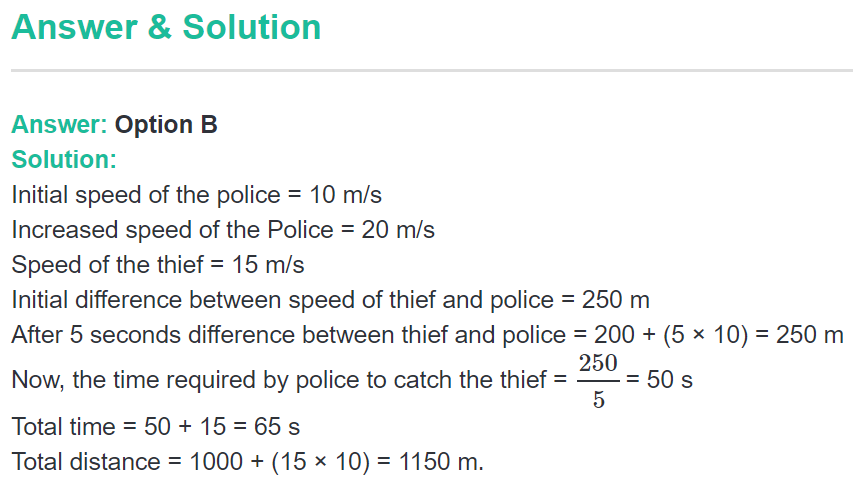 Answer & Solution
Answer: Option B
Solution:
Initial speed of the police = 10 m/s
Increased speed of the Police = 20 m/s
Speed of the thief = 15 m/s
Initial difference between speed of thief and police = 250 m
After 5 seconds difference between thief and police = 200 + (5 × 10) = 250 m
Now, the time required by police to catch the thief = 250/5 = 50 s
Total time = 50 + 15 = 65 s
Total distance = 1000 + (15 × 10) = 1150 m.